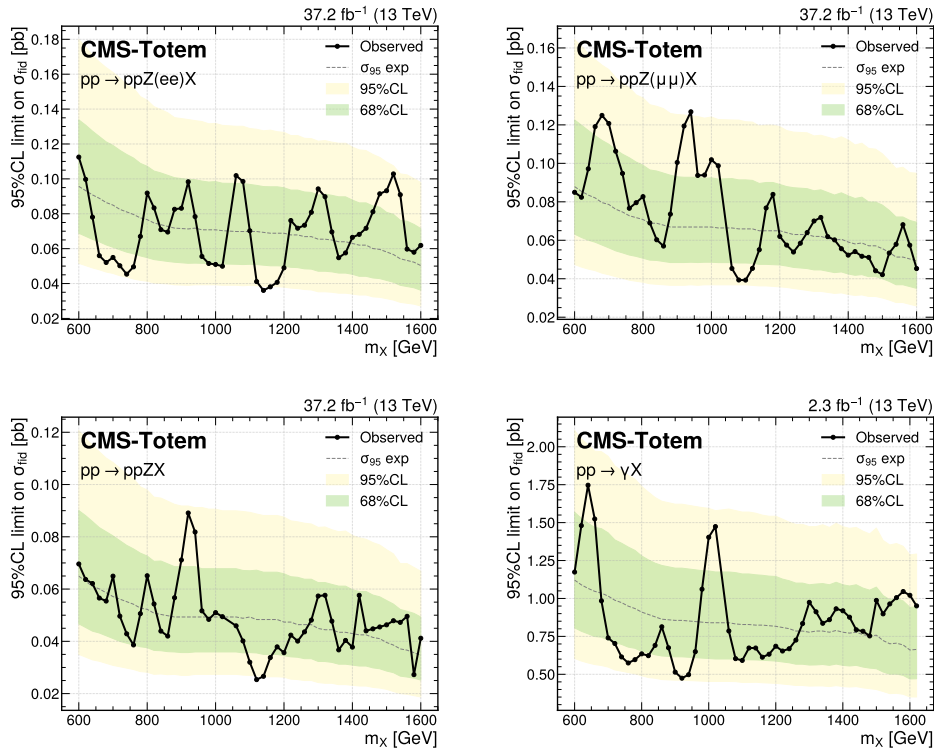 37.2 fb⁻¹ (13 TeV)
CMS-Totem
pp → ppZ(ee)X
Observed
σ₉₅ exp
95%CL
68%CL
95%CL limit on σ_fid [pb]
0.18
0.16
0.14
0.12
0.10
0.08
0.06
0.04
0.02
600 800 1000 1200 1400 1600
m_X [GeV]
37.2 fb⁻¹ (13 TeV)
CMS-Totem
pp → ppZ(μμ)X
Observed
σ₉₅ exp
95%CL
68%CL
95%CL limit on σ_fid [pb]
0.16
0.14
0.12
0.10
0.08
0.06
0.04
0.02
600 800 1000 1200 1400 1600
m_X [GeV]
37.2 fb⁻¹ (13 TeV)
CMS-Totem
pp → ppZX
Observed
σ₉₅ exp
95%CL
68%CL
95%CL limit on σ_fid [pb]
0.12
0.10
0.08
0.06
0.04
0.02
600 800 1000 1200 1400 1600
m_X [GeV]
2.3 fb⁻¹ (13 TeV)
CMS-Totem
pp → γX
Observed
σ₉₅ exp
95%CL
68%CL
95%CL limit on σ_fid [pb]
2.00
1.75
1.50
1.25
1.00
0.75
0.50
600 800 1000 1200 1400 1600
m_X [GeV]